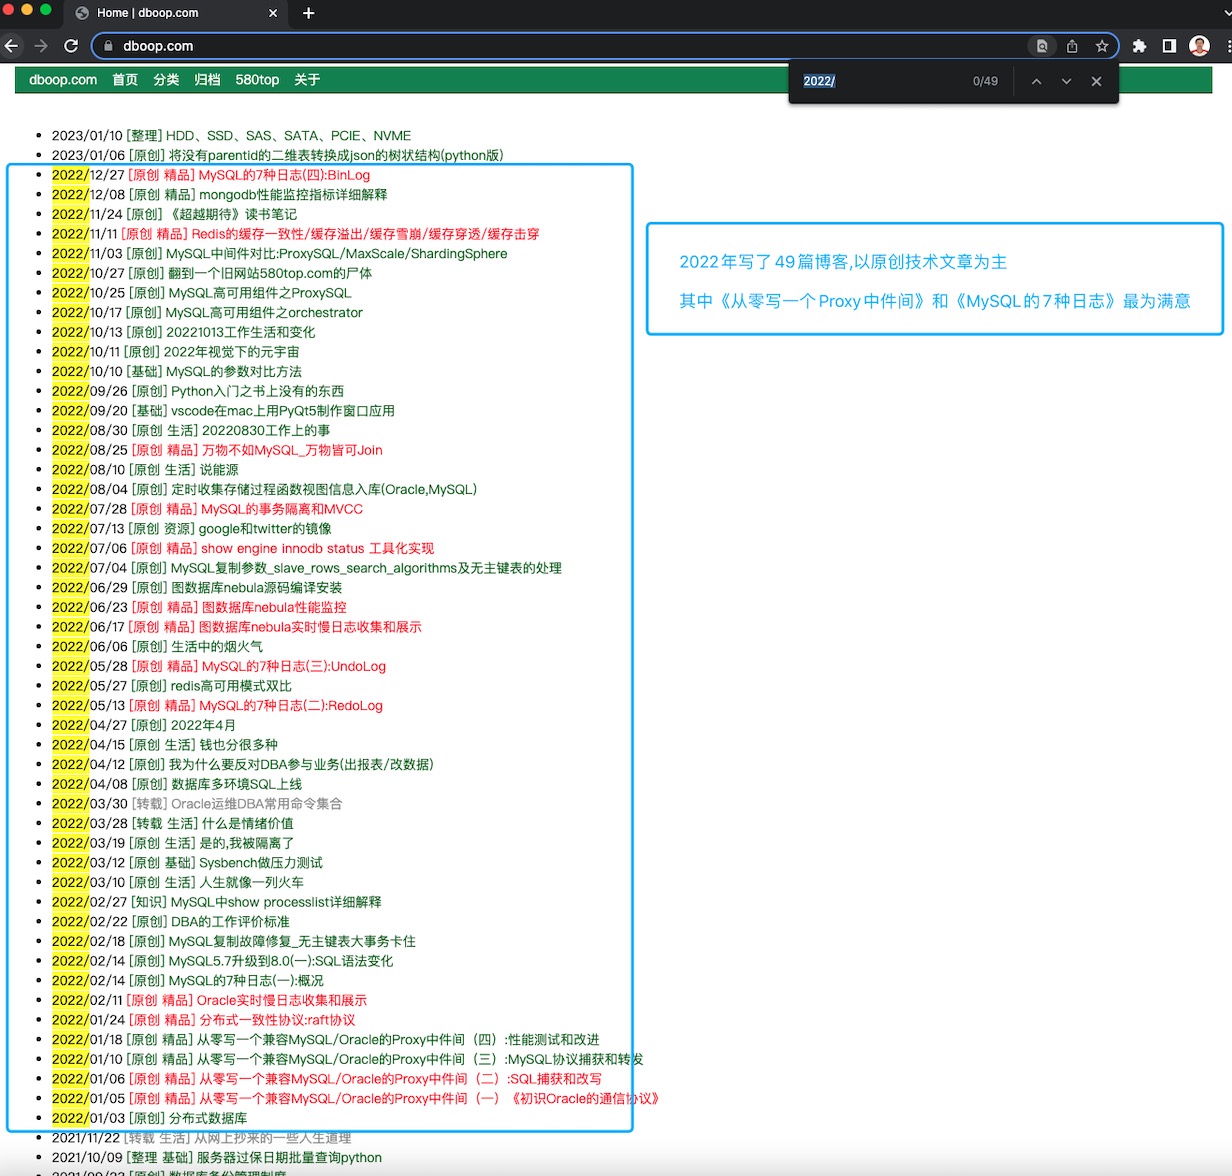 Home | dboop.com
dboop.com
dboop.com 首页 分类 归档 580top 关于
2022/ 0/49
2023/01/10 [整理] HDD、SSD、SAS、SATA、PCIE、NVME
2023/01/06 [原创] 将没有parentid的二维表转换成json的树状结构(python版)
2022/12/27 [原创 精品] MySQL的7种日志(四):BinLog
2022/12/08 [原创 精品] mongodb性能监控指标详细解释
2022/11/24 [原创] 《超越期待》读书笔记
2022/11/11 [原创 精品] Redis的缓存一致性/缓存溢出/缓存雪崩/缓存穿透/缓存击穿
2022/11/03 [原创] MySQL中间件对比:ProxySQL/MaxScale/ShardingSphere
2022/10/27 [原创] 翻到一个旧网站580top.com的尸体
2022/10/25 [原创] MySQL高可用组件之ProxySQL
2022/10/17 [原创] MySQL高可用组件之orchestrator
2022/10/13 [原创] 20221013工作生活和变化
2022/10/11 [原创] 2022年视觉下的元宇宙
2022/10/10 [基础] MySQL的参数对比方法
2022/09/26 [原创] Python入门之书上没有的东西
2022/09/20 [基础] vscode在mac上用PyQt5制作窗口应用
2022/08/30 [原创 生活] 20220830工作上的事
2022/08/25 [原创 精品] 万物不如MySQL_万物皆可Join
2022/08/10 [原创 生活] 说能源
2022/08/04 [原创] 定时收集存储过程函数视图信息入库(Oracle,MySQL)
2022/07/28 [原创 精品] MySQL的事务隔离和MVCC
2022/07/13 [原创 资源] google和twitter的镜像
2022/07/06 [原创 精品] show engine innodb status 工具化实现
2022/07/04 [原创] MySQL复制参数_slave_rows_search_algorithms及无主键表的处理
2022/06/29 [原创] 图数据库nebula源码编译安装
2022/06/23 [原创 精品] 图数据库nebula性能监控
2022/06/17 [原创 精品] 图数据库nebula实时慢日志收集和展示
2022/06/06 [原创] 生活中的烟火气
2022/05/28 [原创 精品] MySQL的7种日志(三):UndoLog
2022/05/27 [原创] redis高可用模式双比
2022/05/13 [原创 精品] MySQL的7种日志(二):RedoLog
2022/04/27 [原创] 2022年4月
2022/04/15 [原创 生活] 钱也分很多种
2022/04/12 [原创] 我为什么要反对DBA参与业务(出报表/改数据)
2022/04/08 [原创] 数据库多环境SQL上线
2022/03/30 [转载] Oracle运维DBA常用命令集合
2022/03/28 [转载 生活] 什么是情绪价值
2022/03/19 [原创 生活] 是的,我被隔离了
2022/03/12 [原创 基础] Sysbench做压力测试
2022/03/10 [原创 生活] 人生就像一列火车
2022/02/27 [知识] MySQL中show processlist详细解释
2022/02/22 [原创] DBA的工作评价标准
2022/02/18 [原创] MySQL复制故障修复_无主键表大事务卡住
2022/02/14 [原创] MySQL5.7升级到8.0(一):SQL语法变化
2022/02/14 [原创] MySQL的7种日志(一):概况
2022/02/11 [原创 精品] Oracle实时慢日志收集和展示
2022/01/24 [原创 精品] 分布式一致性协议:raft协议
2022/01/18 [原创 精品] 从零写一个兼容MySQL/Oracle的Proxy中件间（四）:性能测试和改进
2022/01/10 [原创 精品] 从零写一个兼容MySQL/Oracle的Proxy中件间（三）:MySQL协议捕获和转发
2022/01/06 [原创 精品] 从零写一个兼容MySQL/Oracle的Proxy中件间（二）:SQL捕获和改写
2022/01/05 [原创 精品] 从零写一个兼容MySQL/Oracle的Proxy中件间（一）《初识Oracle的通信协议》
2022/01/03 [原创] 分布式数据库
2021/11/22 [转载 生活] 从网上抄来的一些人生道理
2021/10/09 [整理 基础] 服务器过保日期批量查询python
2022年写了49篇博客,以原创技术文章为主
其中《从零写一个Proxy中件间》和《MySQL的7种日志》最为满意